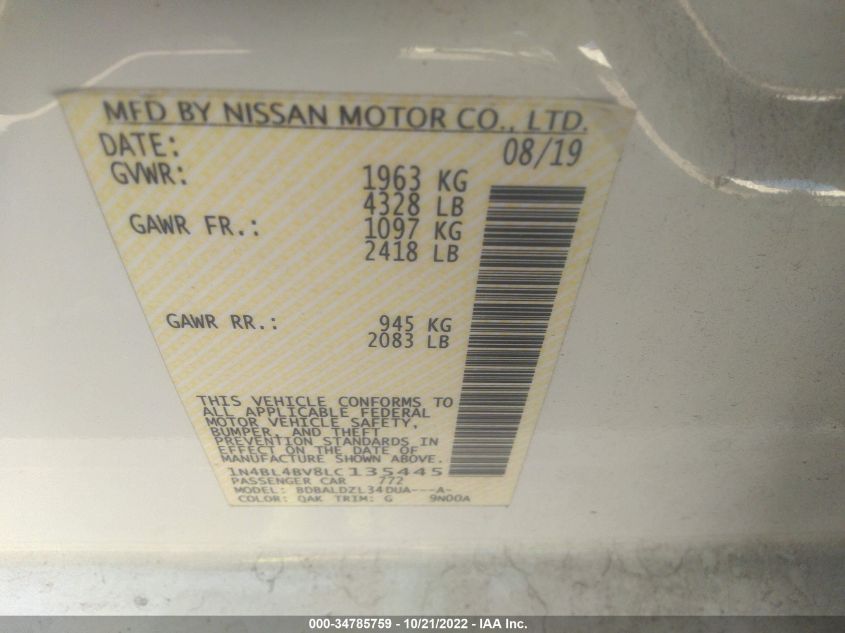 MFD BY NISSAN MOTOR CO., LTD.
DATE: 08/19
GVWR: 1963 KG
4328 LB
GAWR FR.: 1097 KG
2418 LB
GAWR RR.: 945 KG
2083 LB
THIS VEHICLE CONFORMS TO
ALL APPLICABLE FEDERAL
MOTOR VEHICLE SAFETY,
BUMPER, AND THEFT
PREVENTION STANDARDS IN
EFFECT ON THE DATE OF
MANUFACTURE SHOWN ABOVE.
1N4BL4BV8LC135445
PASSENGER CAR 772
MODEL: BDBALDZL34DUA---A-
COLOR: QAK TRIM: G 9N00A
000-34785759 - 10/21/2022 - IAA Inc.